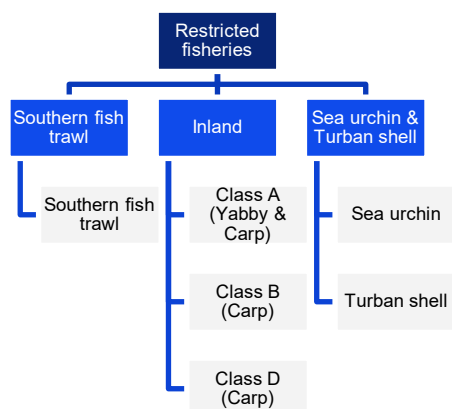 Restricted
fisheries
Southern fish
trawl
Inland
Sea urchin &
Turban shell
Southern fish
trawl
Class A
(Yabby &
Carp)
Sea urchin
Class B
(Carp)
Turban shell
Class D
(Carp)